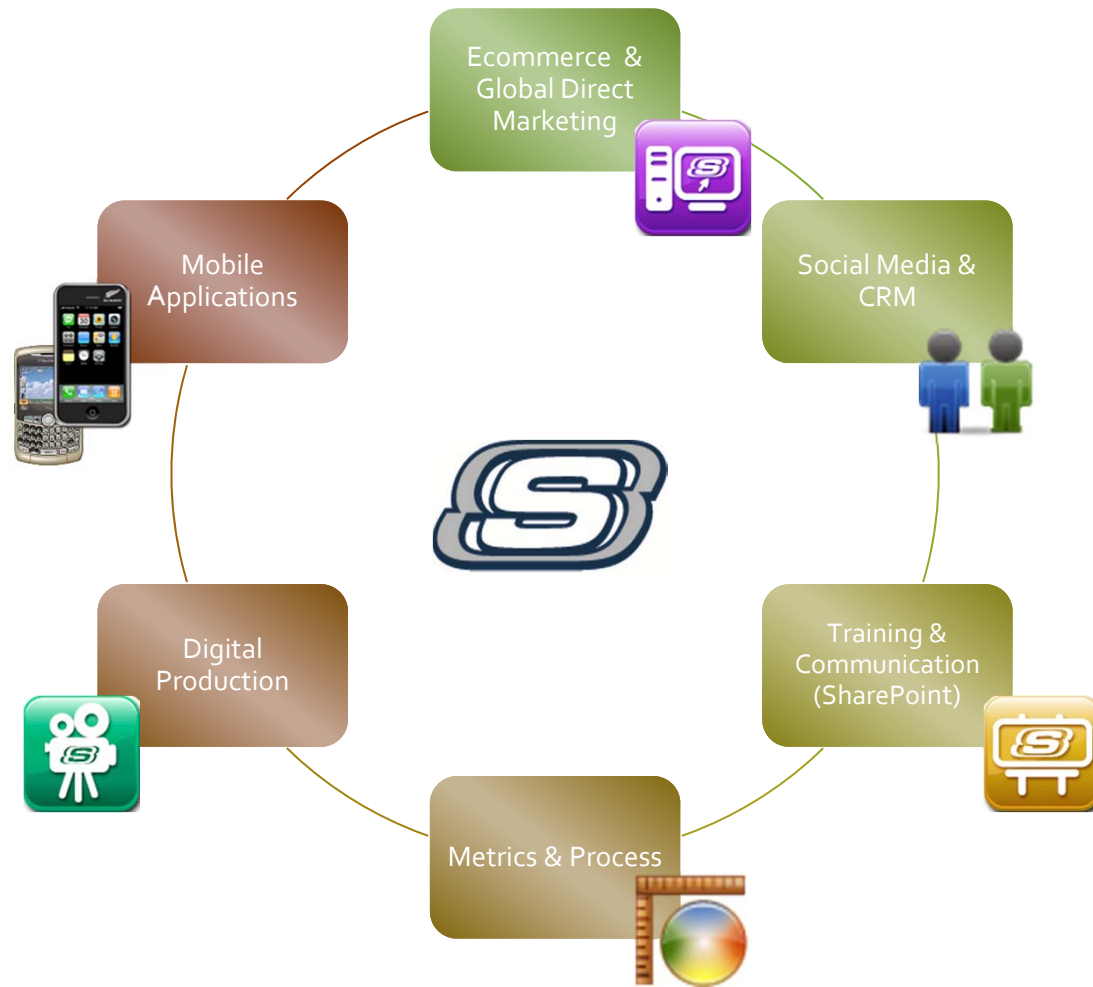 Ecommerce &
Global Direct
Marketing
Social Media &
CRM
Training &
Communication
(SharePoint)
Metrics & Process
Digital
Production
Mobile
Applications